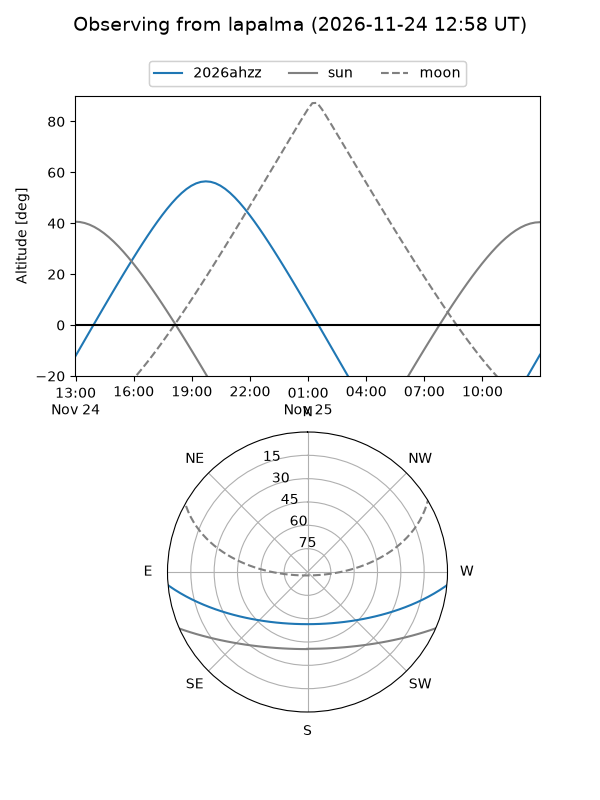 Observing from lapalma (2026-11-24 12:58 UT)
2026ahzz sun moon
Altitude [deg]
80
60
40
20
0
−20
13:00 16:00 19:00 22:00 01:00 04:00 07:00 10:00
Nov 24 Nov 25
N
NE NW
15
30
45
60
75
E W
SE SW
S